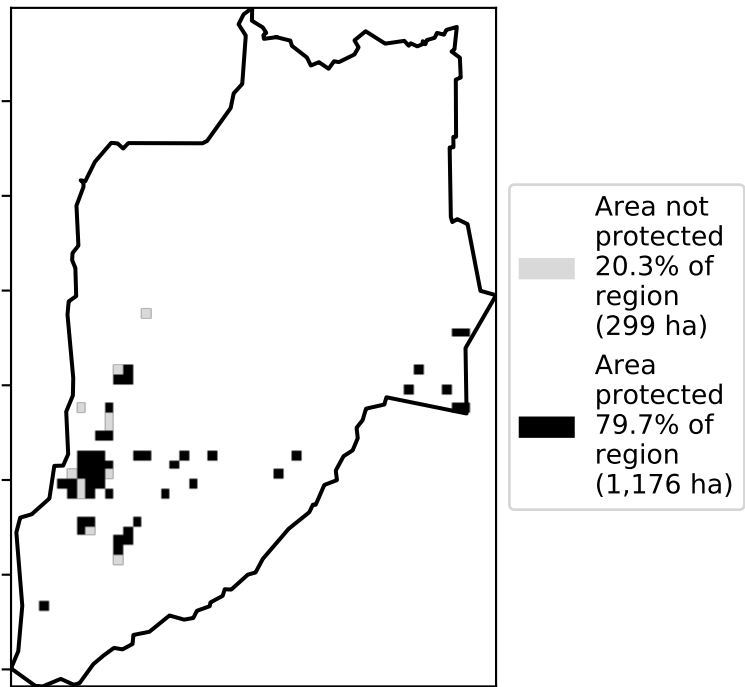 Area not
protected
20.3% of
region
(299 ha)
Area
protected
79.7% of
region
(1,176 ha)